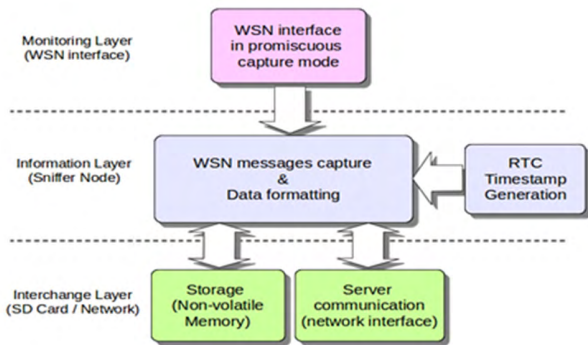 Monitoring Layer
(WSN interface)
WSN interface
in promiscuous
capture mode
Information Layer
(Sniffer Node)
WSN messages capture
&
Data formatting
RTC
Timestamp
Generation
Interchange Layer
(SD Card / Network)
Storage
(Non-volatile
Memory)
Server
communication
(network interface)